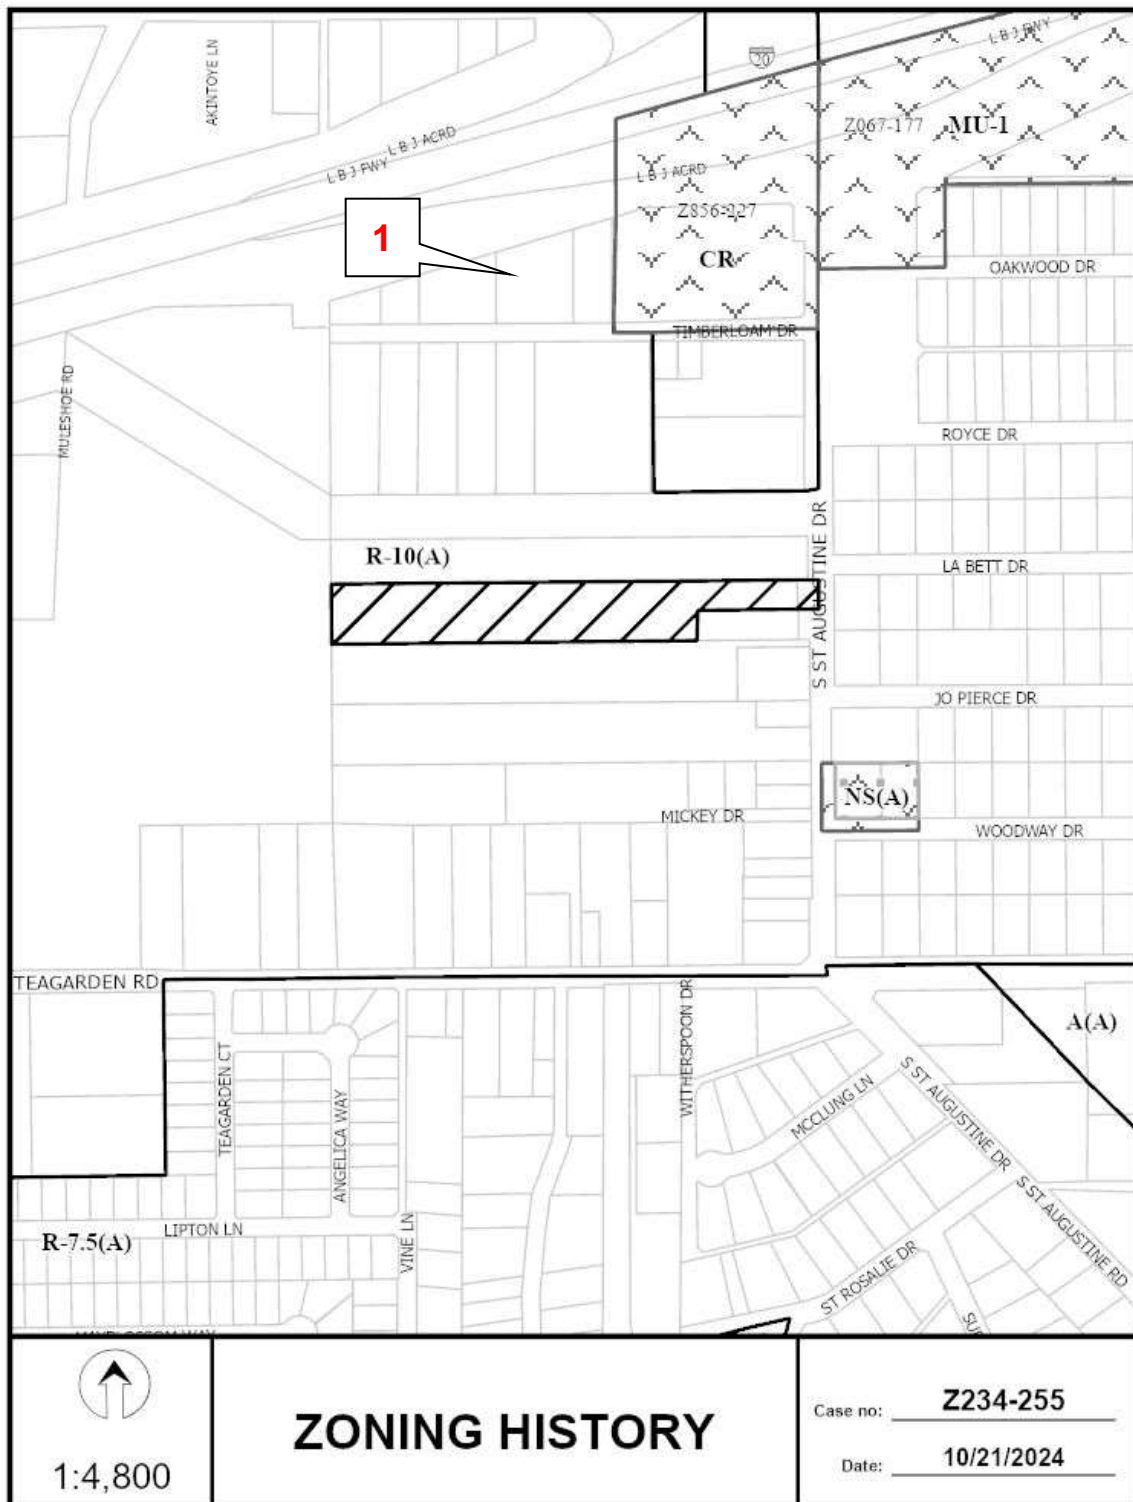 AKINTOYE LN
20
L B J FWY
L B J ACRD
L B J FWY
L B J ACRD
Z067-177
MU-1
Z856-227
CR
1
OAKWOOD DR
TIMBERLOAM DR
MULESHOE RD
ROYCE DR
S ST AUGUSTINE DR
R-10(A)
LA BETT DR
JO PIERCE DR
NS(A)
MICKEY DR
WOODWAY DR
TEAGARDEN RD
A(A)
WITHERSPOON DR
TEAGARDEN CT
ANGELICA WAY
MCCLUNG LN
S ST AUGUSTINE DR
S ST AUGUSTINE RD
LIPTON LN
R-7.5(A)
VINE LN
ST ROSALIE DR
1:4,800
ZONING HISTORY
Case no: Z234-255
Date: 10/21/2024